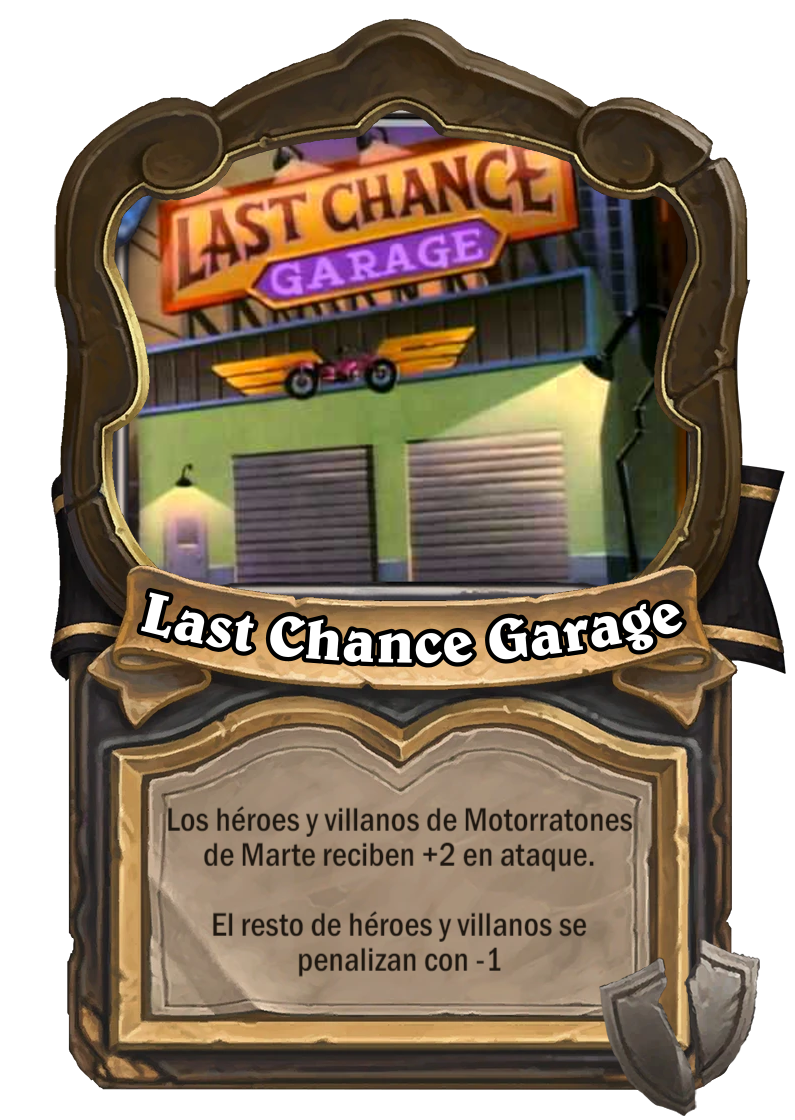 LAST CHANCE
GARAGE
Last Chance Garage
Los héroes y villanos de Motorratones
de Marte reciben +2 en ataque.
El resto de héroes y villanos se
penalizan con -1